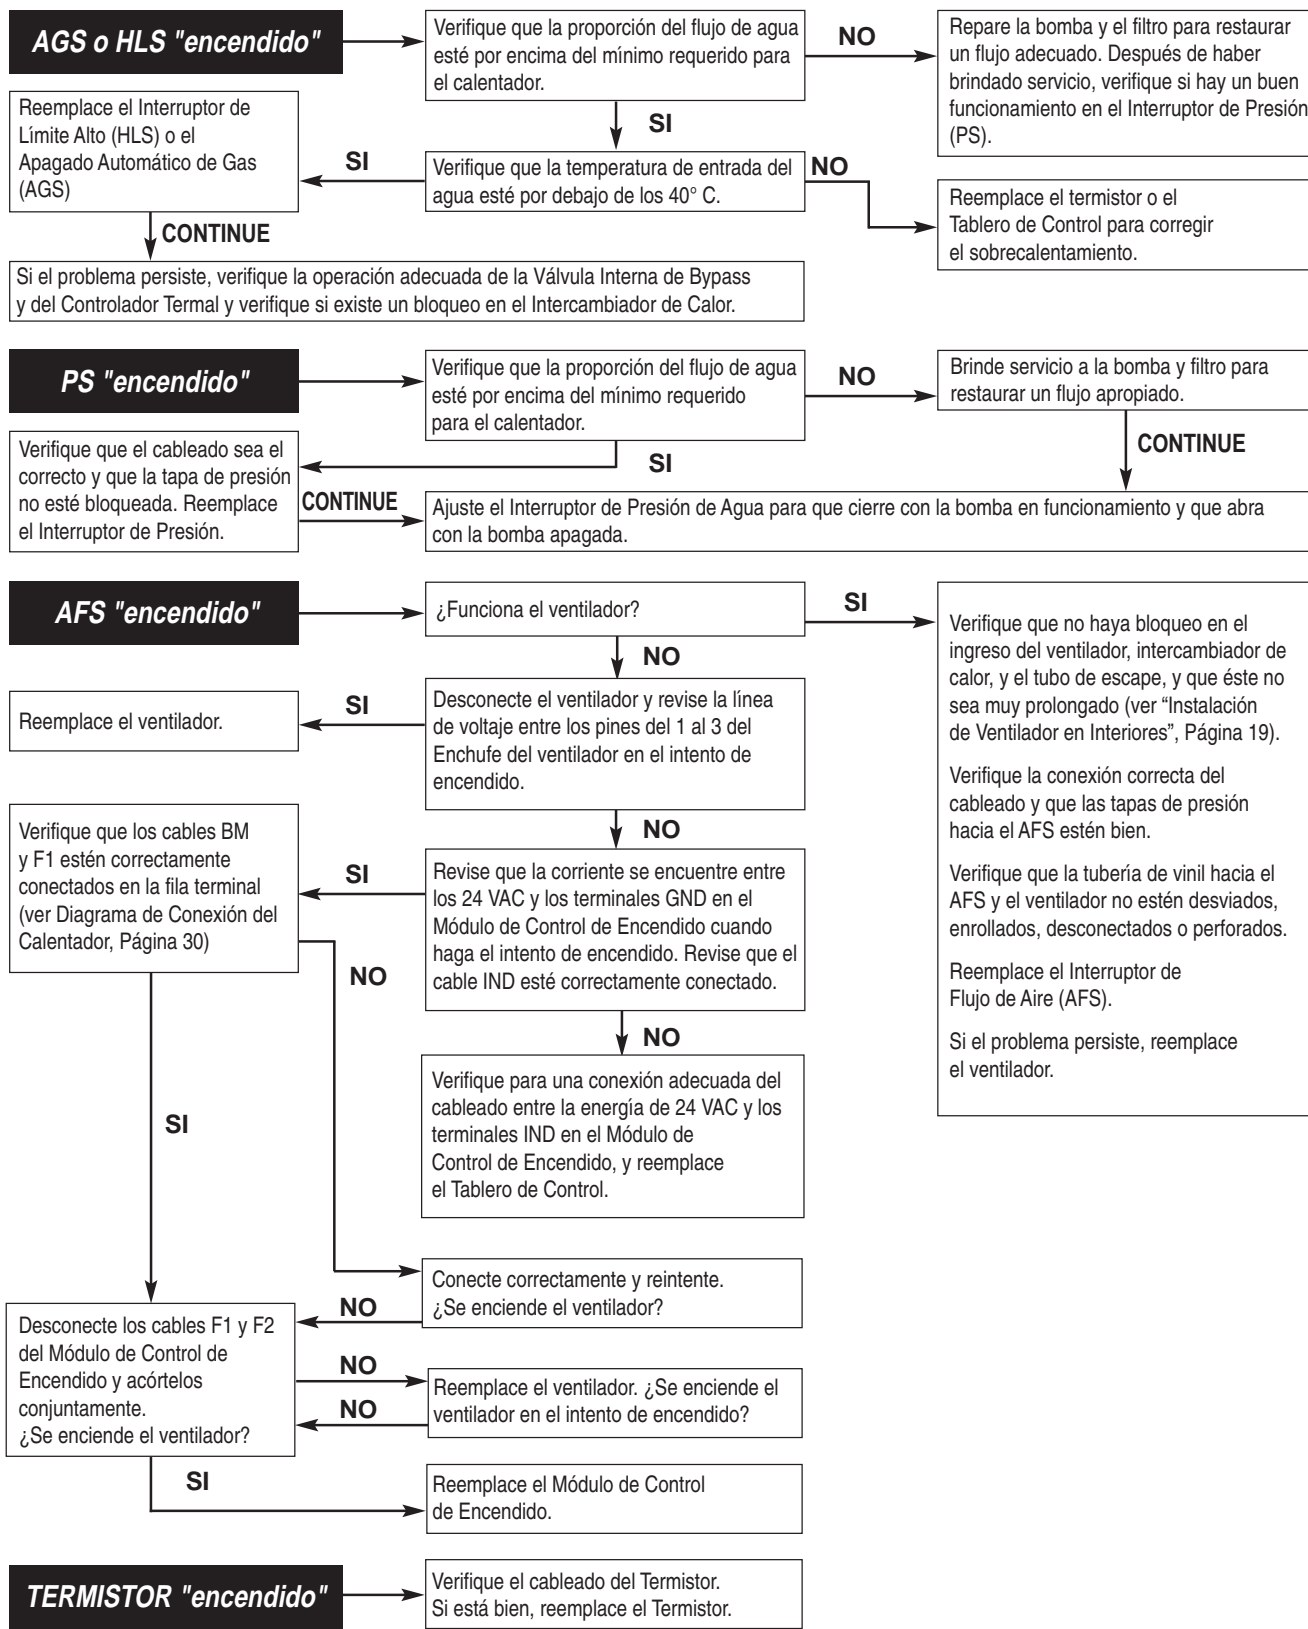 AGS o HLS "encendido"
Verifique que la proporción del flujo de agua
esté por encima del mínimo requerido para
el calentador.
NO
Repare la bomba y el filtro para restaurar
un flujo adecuado. Después de haber
brindado servicio, verifique si hay un buen
funcionamiento en el Interruptor de Presión
(PS).
SI
Verifique que la temperatura de entrada del
agua esté por debajo de los 40° C.
SI
Reemplace el Interruptor de
Límite Alto (HLS) o el
Apagado Automático de Gas
(AGS)
NO
Reemplace el termistor o el
Tablero de Control para corregir
el sobrecalentamiento.
CONTINUE
Si el problema persiste, verifique la operación adecuada de la Válvula Interna de Bypass
y del Controlador Termal y verifique si existe un bloqueo en el Intercambiador de Calor.
PS "encendido"
Verifique que la proporción del flujo de agua
esté por encima del mínimo requerido
para el calentador.
NO
Brinde servicio a la bomba y filtro para
restaurar un flujo apropiado.
CONTINUE
SI
Verifique que el cableado sea el
correcto y que la tapa de presión
no esté bloqueada. Reemplace
el Interruptor de Presión.
CONTINUE
Ajuste el Interruptor de Presión de Agua para que cierre con la bomba en funcionamiento y que abra
con la bomba apagada.
AFS "encendido"
¿Funciona el ventilador?
SI
Verifique que no haya bloqueo en el
ingreso del ventilador, intercambiador de
calor, y el tubo de escape, y que éste no
sea muy prolongado (ver “Instalación
de Ventilador en Interiores”, Página 19).
Verifique la conexión correcta del
cableado y que las tapas de presión
hacia el AFS estén bien.
Verifique que la tubería de vinil hacia el
AFS y el ventilador no estén desviados,
enrollados, desconectados o perforados.
Reemplace el Interruptor de
Flujo de Aire (AFS).
Si el problema persiste, reemplace
el ventilador.
NO
Desconecte el ventilador y revise la línea
de voltaje entre los pines del 1 al 3 del
Enchufe del ventilador en el intento de
encendido.
SI
Reemplace el ventilador.
NO
Revise que la corriente se encuentre entre
los 24 VAC y los terminales GND en el
Módulo de Control de Encendido cuando
haga el intento de encendido. Revise que el
cable IND esté correctamente conectado.
SI
Verifique que los cables BM
y F1 estén correctamente
conectados en la fila terminal
(ver Diagrama de Conexión del
Calentador, Página 30)
NO
NO
Verifique para una conexión adecuada del
cableado entre la energía de 24 VAC y los
terminales IND en el Módulo de
Control de Encendido, y reemplace
el Tablero de Control.
SI
Conecte correctamente y reintente.
¿Se enciende el ventilador?
NO
Desconecte los cables F1 y F2
del Módulo de Control de
Encendido y acórtelos
conjuntamente.
¿Se enciende el ventilador?
NO
Reemplace el ventilador. ¿Se enciende el
ventilador en el intento de encendido?
NO
SI
Reemplace el Módulo de Control
de Encendido.
TERMISTOR "encendido"
Verifique el cableado del Termistor.
Si está bien, reemplace el Termistor.